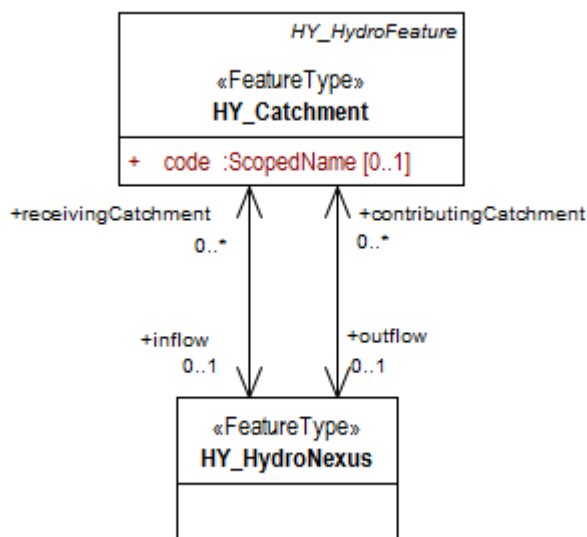 HY_HydroFeature
«FeatureType»
HY_Catchment
+ code :ScopedName [0..1]
+receivingCatchment
+contributingCatchment
0..*
0..*
+inflow
+outflow
0..1
0..1
«FeatureType»
HY_HydroNexus